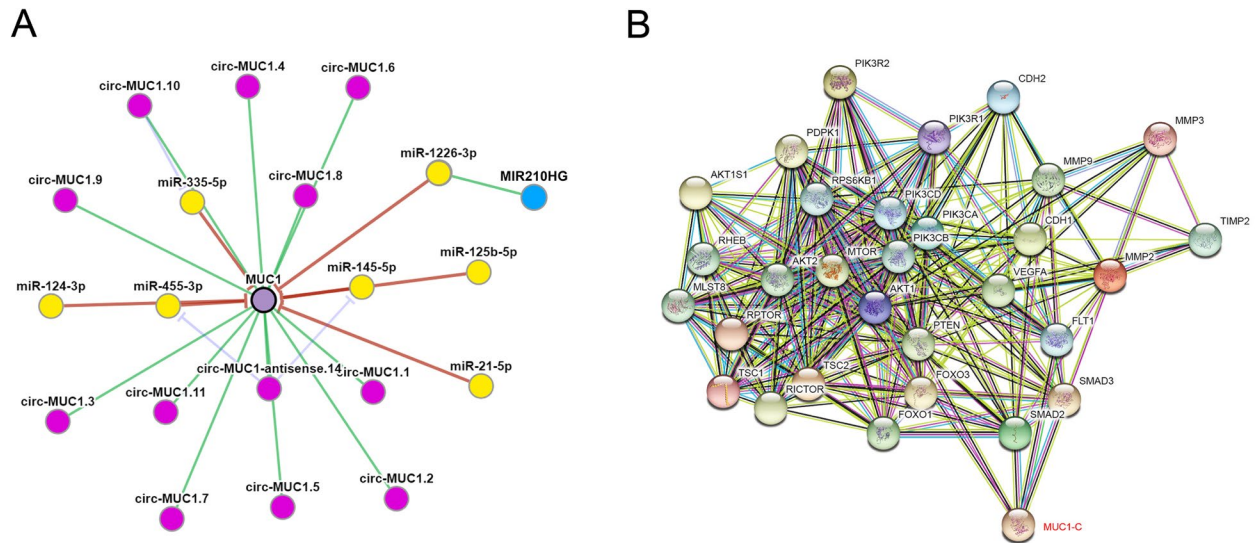 A
circ-MUC1.4
circ-MUC1.6
circ-MUC1.10
miR-1226-3p
MIR210HG
circ-MUC1.9
miR-335-5p
circ-MUC1.8
MUC1
miR-145-5p
miR-125b-5p
miR-124-3p
miR-455-3p
circ-MUC1-antisense.14
circ-MUC1.1
miR-21-5p
circ-MUC1.3
circ-MUC1.11
circ-MUC1.7
circ-MUC1.5
circ-MUC1.2
B
PIK3R2
CDH2
PIK3R1
MMP3
PDPK1
MMP9
AKT1S1
RPS6KB1
PIK3CD
PIK3CA
CDH1
TIMP2
RHEB
AKT2
MTOR
PIK3CB
VEGFA
MMP2
MLST8
AKT1
RPTOR
PTEN
FLT1
TSC1
TSC2
RICTOR
FOXO3
SMAD3
FOXO1
SMAD2
MUC1-C